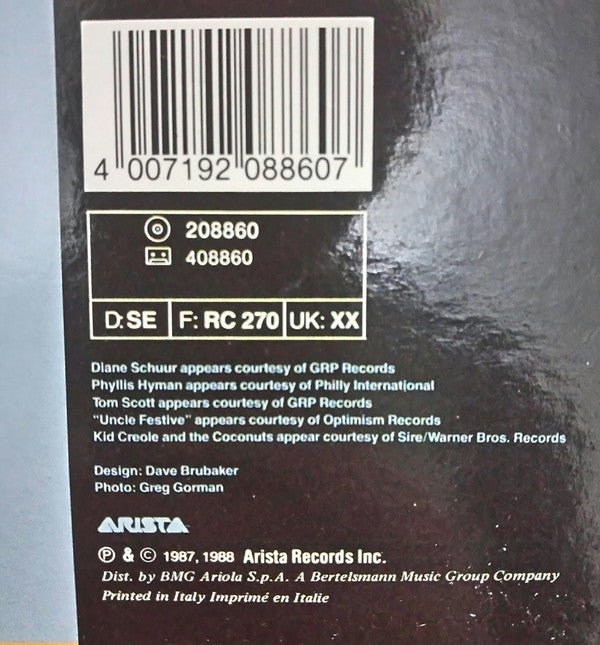 4 007192 088607
208860
408860
D: SE F: RC 270 UK: XX
Diane Schuur appears courtesy of GRP Records
Phyllis Hyman appears courtesy of Philly International
Tom Scott appears courtesy of GRP Records
"Uncle Festive" appears courtesy of Optimism Records
Kid Creole and the Coconuts appear courtesy of Sire/Warner Bros. Records
Design: Dave Brubaker
Photo: Greg Gorman
ARISTA
℗ & © 1987, 1988 Arista Records Inc.
Dist. by BMG Ariola S.p.A. A Bertelsmann Music Group Company
Printed in Italy Imprimé en Italie